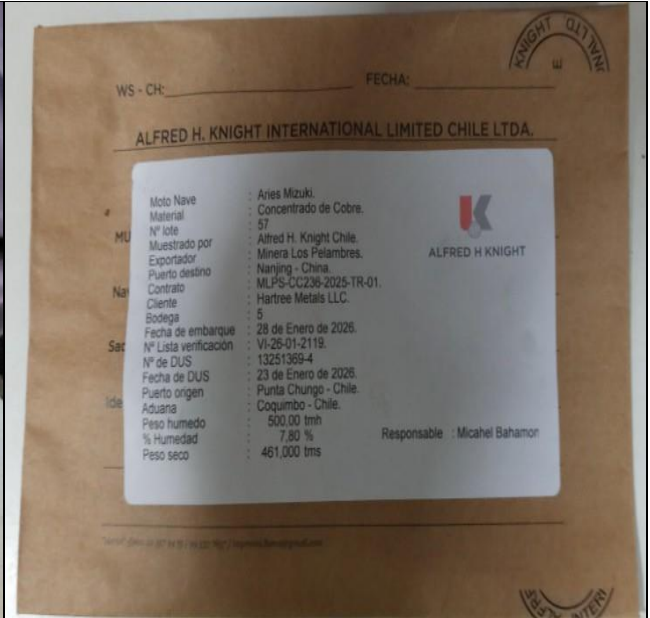 KNIGHT
LTD.
WS - CH:
FECHA:
ALFRED H. KNIGHT INTERNATIONAL LIMITED CHILE LTDA.
Moto Nave : Aries Mizuki.
Material : Concentrado de Cobre.
Nº lote : 57
Muestrado por : Alfred H. Knight Chile.
Exportador : Minera Los Pelambres.
Puerto destino : Nanjing - China.
Contrato : MLPS-CC236-2025-TR-01.
Cliente : Hartree Metals LLC.
Bodega : 5
Fecha de embarque : 28 de Enero de 2026.
Nº Lista verificación : VI-26-01-2119.
Nº de DUS : 13251369-4
Fecha de DUS : 23 de Enero de 2026.
Puerto origen : Punta Chungo - Chile.
Aduana : Coquimbo - Chile.
Peso humedo : 500,00 tmh
% Humedad : 7,80 %
Peso seco : 461,000 tms
ALFRED H KNIGHT
Responsable : Micahel Bahamon
MU
Na
Sac
Ide